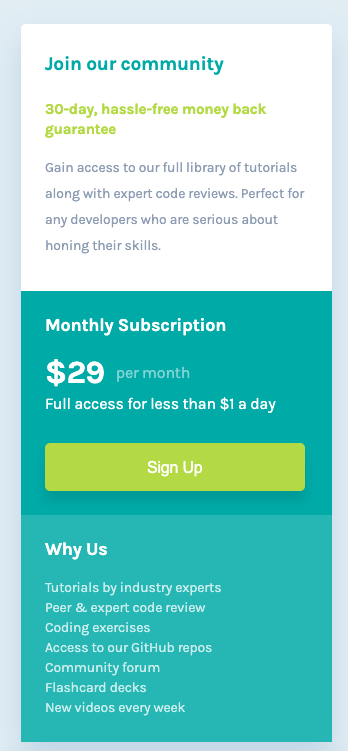 Join our community
30-day, hassle-free money back
guarantee
Gain access to our full library of tutorials
along with expert code reviews. Perfect for
any developers who are serious about
honing their skills.
Monthly Subscription
$29 per month
Full access for less than $1 a day
Sign Up
Why Us
Tutorials by industry experts
Peer & expert code review
Coding exercises
Access to our GitHub repos
Community forum
Flashcard decks
New videos every week